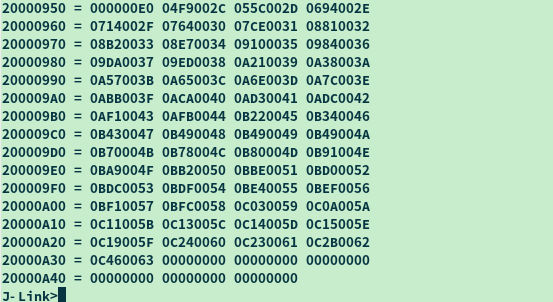 20000950 = 000000E0 04F9002C 055C002D 0694002E
20000960 = 0714002F 07640030 07CE0031 08810032
20000970 = 08B20033 08E70034 09100035 09840036
20000980 = 09DA0037 09ED0038 0A210039 0A38003A
20000990 = 0A57003B 0A65003C 0A6E003D 0A7C003E
200009A0 = 0ABB003F 0ACA0040 0AD30041 0ADC0042
200009B0 = 0AF10043 0AFB0044 0B220045 0B340046
200009C0 = 0B430047 0B490048 0B490049 0B49004A
200009D0 = 0B70004B 0B78004C 0B80004D 0B91004E
200009E0 = 0BA9004F 0BB20050 0BBE0051 0BD00052
200009F0 = 0BDC0053 0BDF0054 0BE40055 0BEF0056
20000A00 = 0BF10057 0BFC0058 0C030059 0C0A005A
20000A10 = 0C11005B 0C13005C 0C14005D 0C15005E
20000A20 = 0C19005F 0C240060 0C230061 0C2B0062
20000A30 = 0C460063 00000000 00000000 00000000
20000A40 = 00000000 00000000 00000000
J-Link>